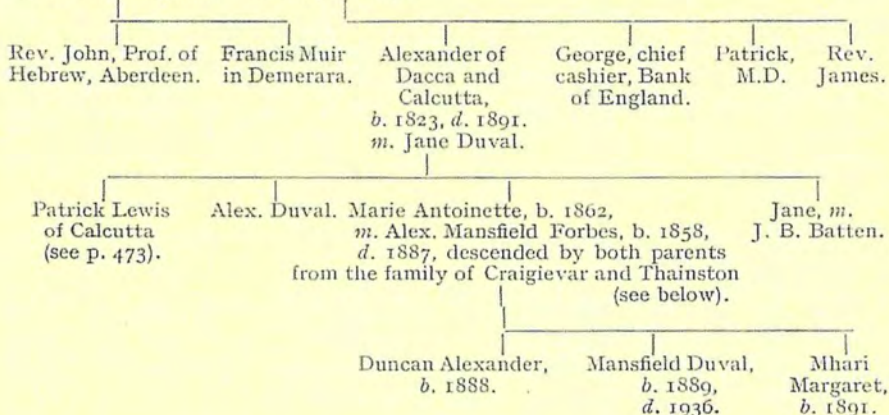 Rev. John, Prof. of
Hebrew, Aberdeen.
Francis Muir
in Demerara.
Alexander of
Dacca and
Calcutta,
b. 1823, d. 1891.
m. Jane Duval.
George, chief
cashier, Bank
of England.
Patrick,
M.D.
Rev.
James.
Patrick Lewis
of Calcutta
(see p. 473).
Alex. Duval.
Marie Antoinette, b. 1862,
m. Alex. Mansfield Forbes, b. 1858,
d. 1887, descended by both parents
from the family of Craigievar and Thainston
(see below).
Jane, m.
J. B. Batten.
Duncan Alexander,
b. 1888.
Mansfield Duval,
b. 1889,
d. 1936.
Mhari
Margaret,
b. 1891.